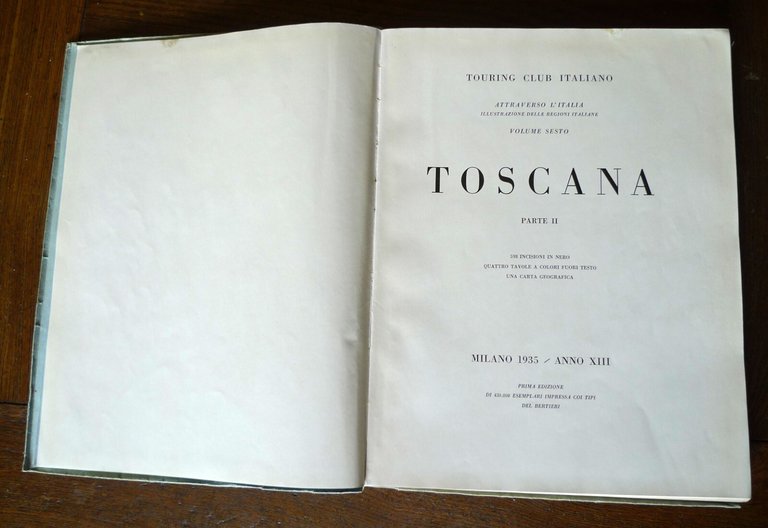 TOURING CLUB ITALIANO
ATTRAVERSO L'ITALIA
ILLUSTRAZIONE DELLE REGIONI ITALIANE
VOLUME SESTO
TOSCANA
PARTE II
INCISIONI IN NERO
QUATTRO TAVOLE A COLORI FUORI TESTO
UNA CARTA GEOGRAFICA
MILANO 1935 / ANNO XIII
PRIMA EDIZIONE
DI ESEMPLARI IMPRESSA COI TIPI
DEL BERTIERI